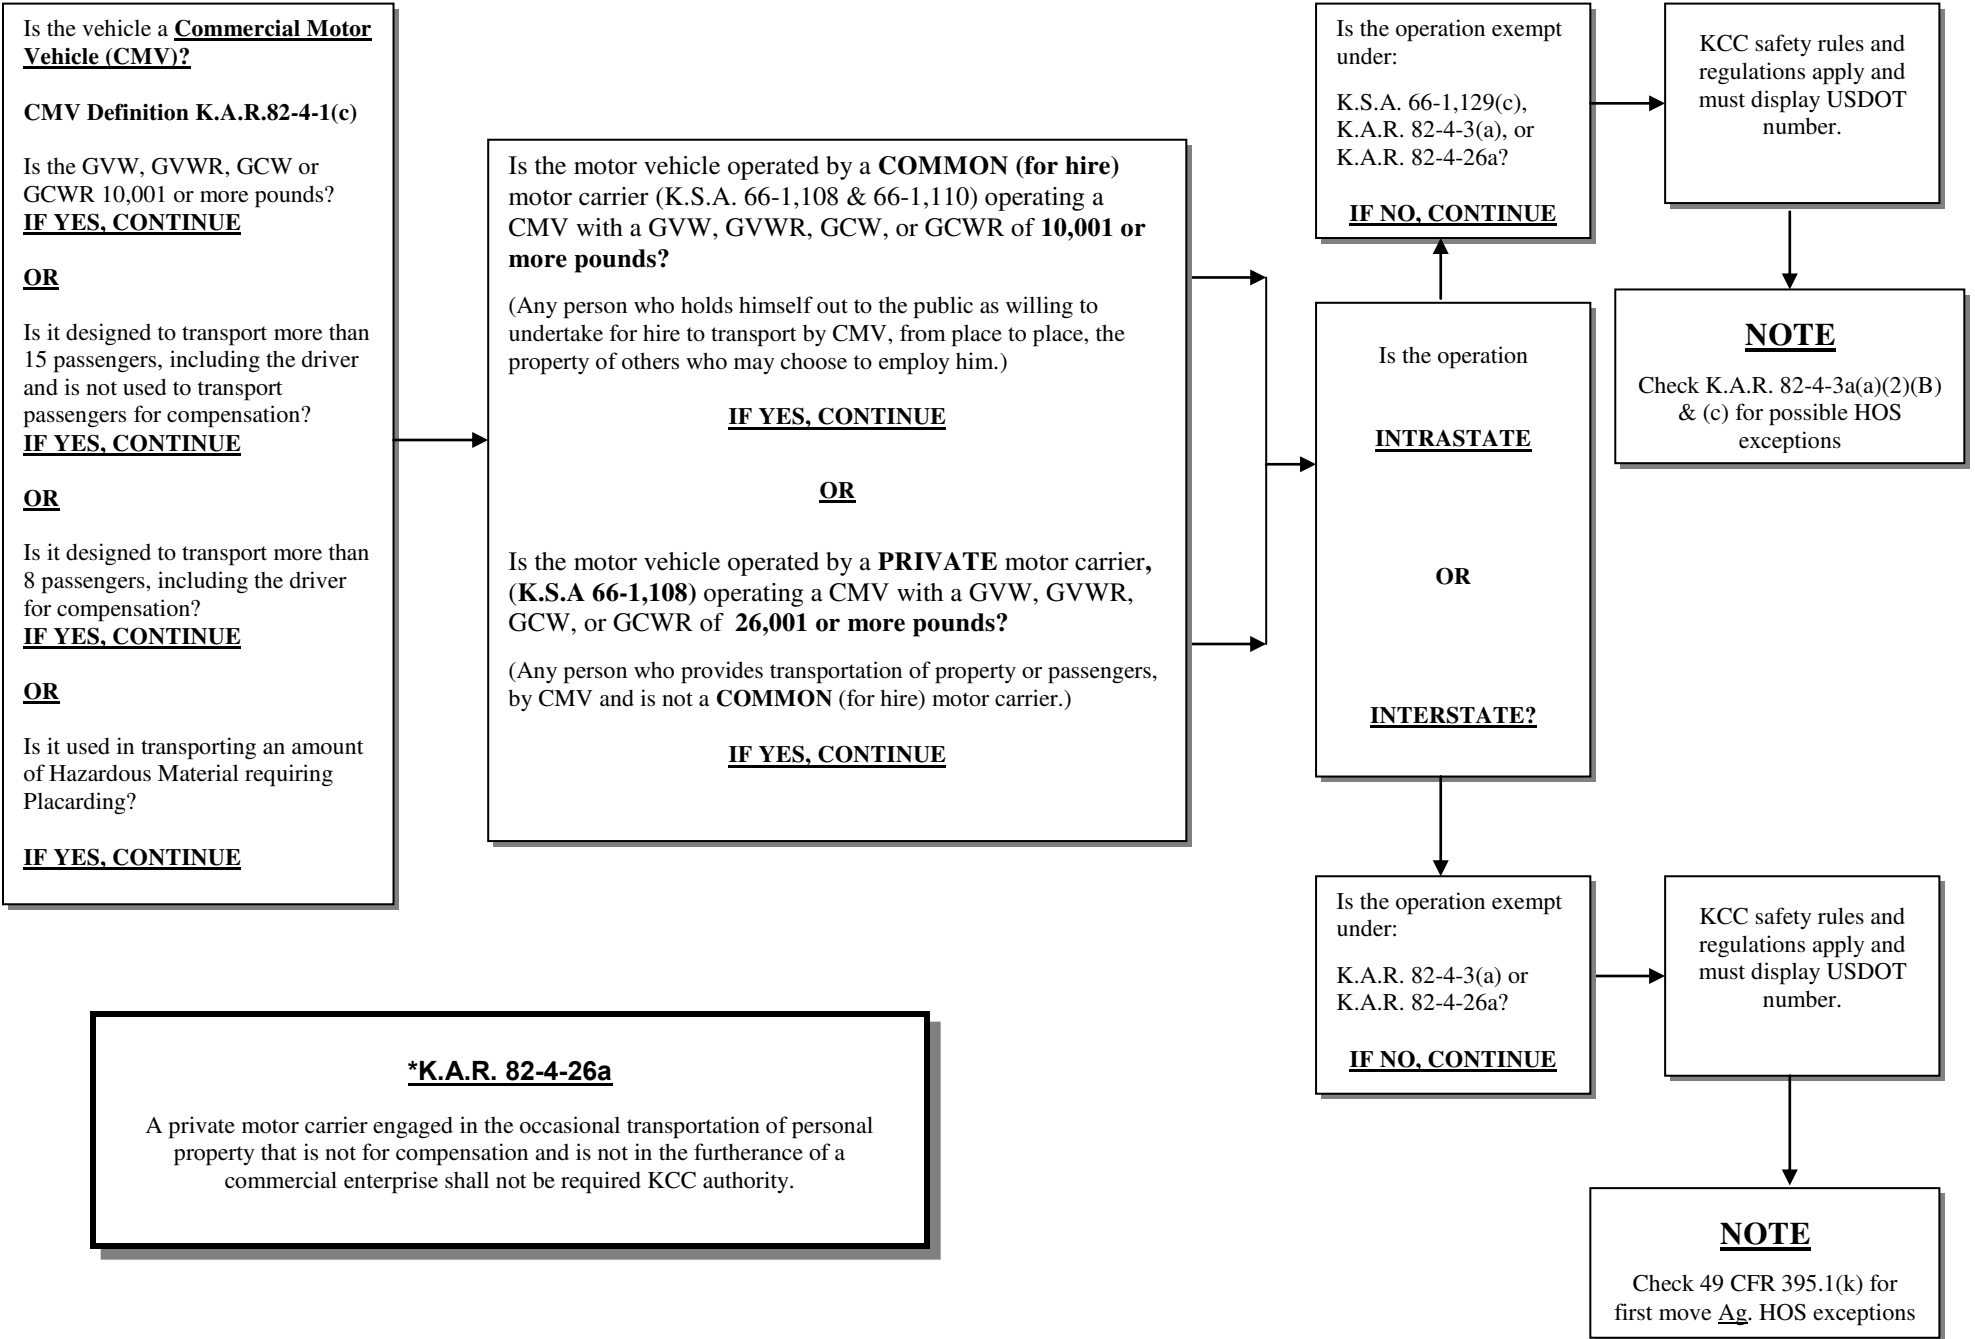 Is the vehicle a Commercial Motor
Vehicle (CMV)?
CMV Definition K.A.R.82-4-1(c)
Is the GVW, GVWR, GCW or
GCWR 10,001 or more pounds?
IF YES, CONTINUE
OR
Is it designed to transport more than
15 passengers, including the driver
and is not used to transport
passengers for compensation?
IF YES, CONTINUE
OR
Is it designed to transport more than
8 passengers, including the driver
for compensation?
IF YES, CONTINUE
OR
Is it used in transporting an amount
of Hazardous Material requiring
Placarding?
IF YES, CONTINUE
Is the motor vehicle operated by a COMMON (for hire)
motor carrier (K.S.A. 66-1,108 & 66-1,110) operating a
CMV with a GVW, GVWR, GCW, or GCWR of 10,001 or
more pounds?
(Any person who holds himself out to the public as willing to
undertake for hire to transport by CMV, from place to place, the
property of others who may choose to employ him.)
IF YES, CONTINUE
OR
Is the motor vehicle operated by a PRIVATE motor carrier,
(K.S.A 66-1,108) operating a CMV with a GVW, GVWR,
GCW, or GCWR of 26,001 or more pounds?
(Any person who provides transportation of property or passengers,
by CMV and is not a COMMON (for hire) motor carrier.)
IF YES, CONTINUE
Is the operation
INTRASTATE
OR
INTERSTATE?
Is the operation exempt
under:
K.S.A. 66-1,129(c),
K.A.R. 82-4-3(a), or
K.A.R. 82-4-26a?
IF NO, CONTINUE
KCC safety rules and
regulations apply and
must display USDOT
number.
NOTE
Check K.A.R. 82-4-3a(a)(2)(B)
& (c) for possible HOS
exceptions
Is the operation exempt
under:
K.A.R. 82-4-3(a) or
K.A.R. 82-4-26a?
IF NO, CONTINUE
KCC safety rules and
regulations apply and
must display USDOT
number.
NOTE
Check 49 CFR 395.1(k) for
first move Ag. HOS exceptions
*K.A.R. 82-4-26a
A private motor carrier engaged in the occasional transportation of personal
property that is not for compensation and is not in the furtherance of a
commercial enterprise shall not be required KCC authority.